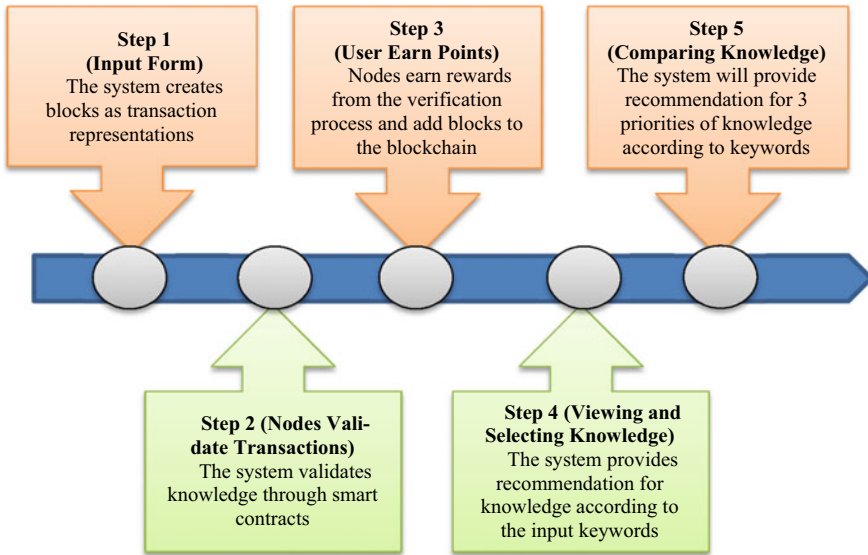 Step 1
(Input Form)
The system creates
blocks as transaction
representations
Step 3
(User Earn Points)
Nodes earn rewards
from the verification
process and add blocks to
the blockchain
Step 5
(Comparing Knowledge)
The system will provide
recommendation for 3
priorities of knowledge
according to keywords
Step 2 (Nodes Vali-
date Transactions)
The system validates
knowledge through smart
contracts
Step 4 (Viewing and
Selecting Knowledge)
The system provides
recommendation for
knowledge according to
the input keywords